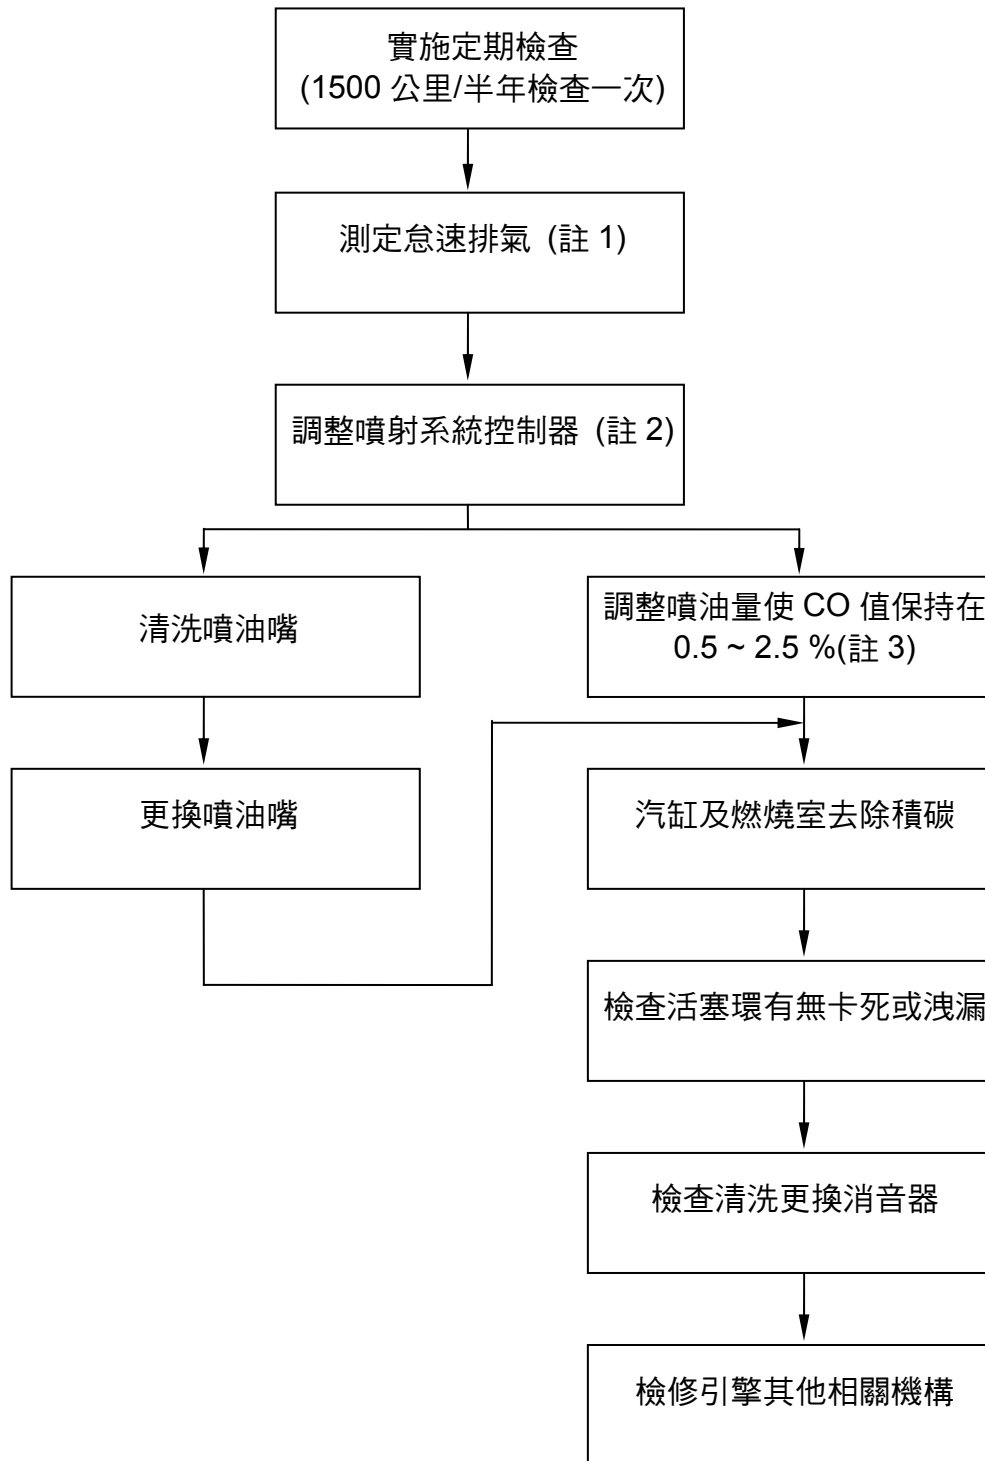 實施定期檢查
(1500 公里/半年檢查一次)
測定怠速排氣 (註 1)
調整噴射系統控制器 (註 2)
清洗噴油嘴
調整噴油量使 CO 值保持在
0.5 ~ 2.5 %(註 3)
更換噴油嘴
汽缸及燃燒室去除積碳
檢查活塞環有無卡死或洩漏
檢查清洗更換消音器
檢修引擎其他相關機構